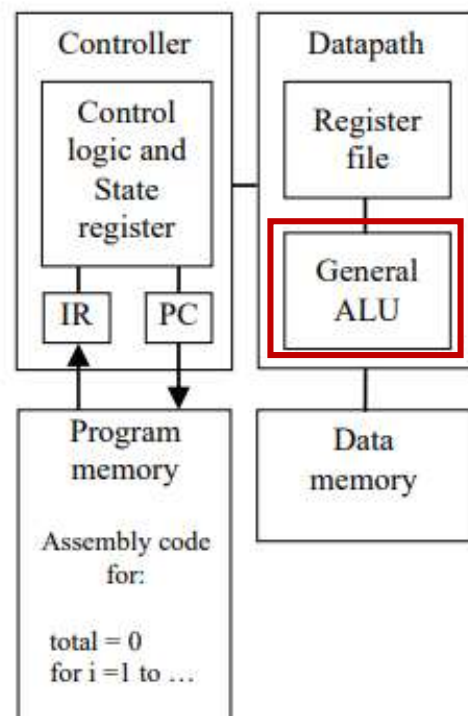 Controller
Control
logic and
State
register
IR
PC
Datapath
Register
file
General
ALU
Program
memory
Assembly code
for:
total = 0
for i =1 to …
Data
memory